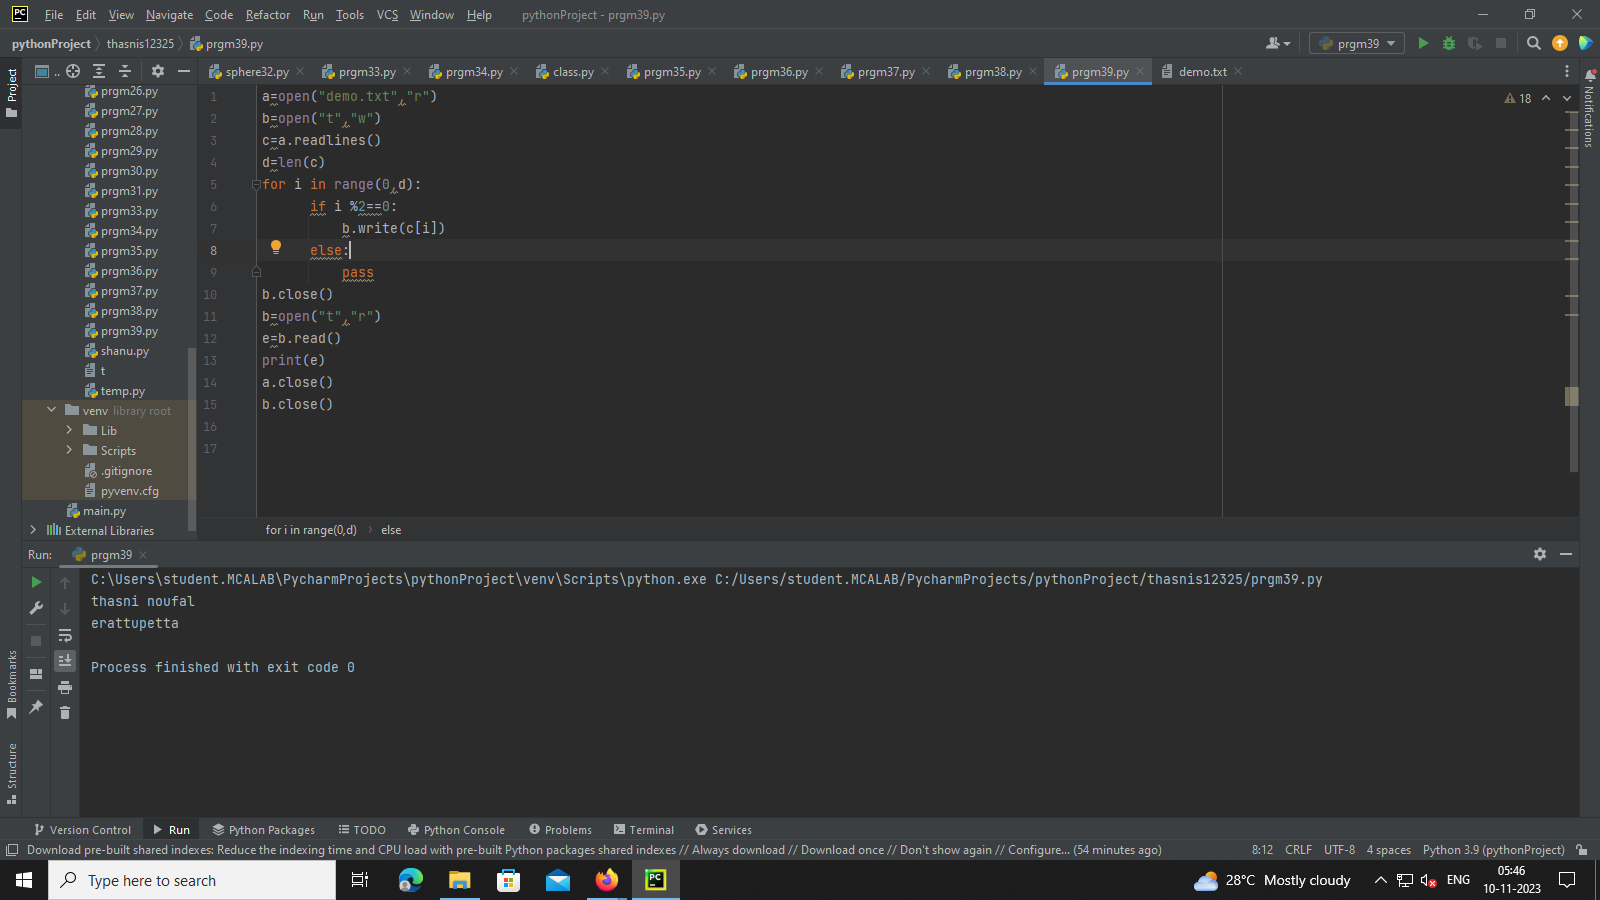 PC File Edit View Navigate Code Refactor Run Tools VCS Window Help pythonProject - prgm39.py
pythonProject thasnis12325 prgm39.py prgm39
Project
..
sphere32.py prgm33.py prgm34.py class.py prgm35.py prgm36.py prgm37.py prgm38.py prgm39.py demo.txt
Notifications
prgm26.py
prgm27.py
prgm28.py
prgm29.py
prgm30.py
prgm31.py
prgm33.py
prgm34.py
prgm35.py
prgm36.py
prgm37.py
prgm38.py
prgm39.py
shanu.py
t
temp.py
venv library root
Lib
Scripts
.gitignore
pyvenv.cfg
main.py
External Libraries
18
1 a=open("demo.txt","r")
2 b=open("t","w")
3 c=a.readlines()
4 d=len(c)
5 for i in range(0,d):
6 if i %2==0:
7 b.write(c[i])
8 else:
9 pass
10 b.close()
11 b=open("t","r")
12 e=b.read()
13 print(e)
14 a.close()
15 b.close()
16
17
for i in range(0,d) else
Run: prgm39
C:\Users\student.MCALAB\PycharmProjects\pythonProject\venv\Scripts\python.exe C:/Users/student.MCALAB/PycharmProjects/pythonProject/thasnis12325/prgm39.py
thasni noufal
erattupetta
Process finished with exit code 0
Bookmarks
Structure
Version Control Run Python Packages TODO Python Console Problems Terminal Services
Download pre-built shared indexes: Reduce the indexing time and CPU load with pre-built Python packages shared indexes // Always download // Download once // Don't show again // Configure... (54 minutes ago) 8:12 CRLF UTF-8 4 spaces Python 3.9 (pythonProject)
Type here to search PC 28°C Mostly cloudy ENG 05:46
10-11-2023